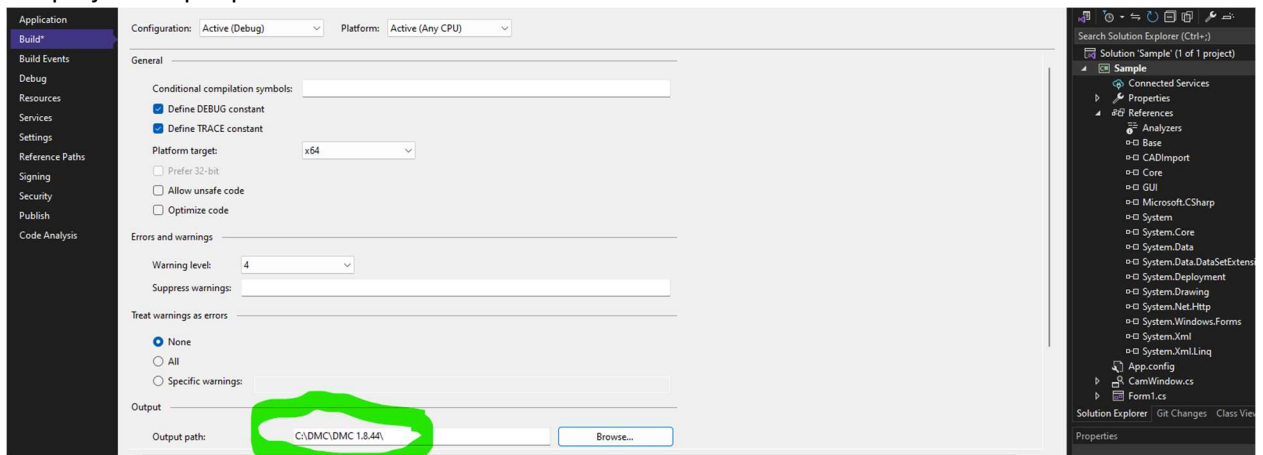 Application
Build*
Build Events
Debug
Resources
Services
Settings
Reference Paths
Signing
Security
Publish
Code Analysis
Configuration: Active (Debug) Platform: Active (Any CPU)
General
Conditional compilation symbols:
Define DEBUG constant
Define TRACE constant
Platform target: x64
Prefer 32-bit
Allow unsafe code
Optimize code
Errors and warnings
Warning level: 4
Suppress warnings:
Treat warnings as errors
None
All
Specific warnings:
Output
Output path: C:\DMC\DMC 1.8.44\ Browse...
Search Solution Explorer (Ctrl+;)
Solution 'Sample' (1 of 1 project)
C# Sample
Connected Services
Properties
References
Analyzers
Base
CADImport
Core
GUI
Microsoft.CSharp
System
System.Core
System.Data
System.Data.DataSetExtensi
System.Deployment
System.Drawing
System.Net.Http
System.Windows.Forms
System.Xml
System.Xml.Linq
App.config
CamWindow.cs
Form1.cs
Solution Explorer Git Changes Class View
Properties